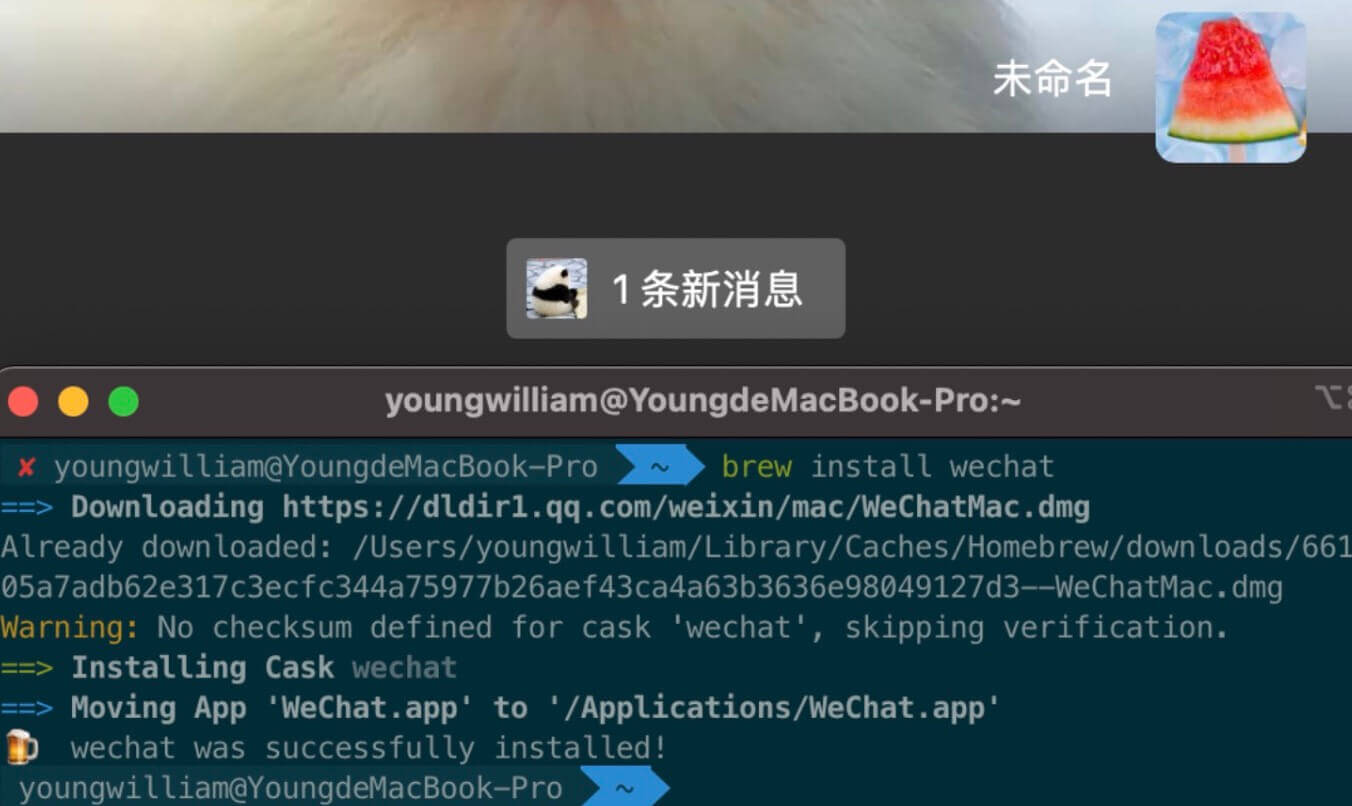 未命名
1条新消息
youngwilliam@YoungdeMacBook-Pro:~
✘ youngwilliam@YoungdeMacBook-Pro ~ brew install wechat
==> Downloading https://dldir1.qq.com/weixin/mac/WeChatMac.dmg
Already downloaded: /Users/youngwilliam/Library/Caches/Homebrew/downloads/661
05a7adb62e317c3ecfc344a75977b26aef43ca4a63b3636e98049127d3--WeChatMac.dmg
Warning: No checksum defined for cask 'wechat', skipping verification.
==> Installing Cask wechat
==> Moving App 'WeChat.app' to '/Applications/WeChat.app'
🍺 wechat was successfully installed!
youngwilliam@YoungdeMacBook-Pro ~